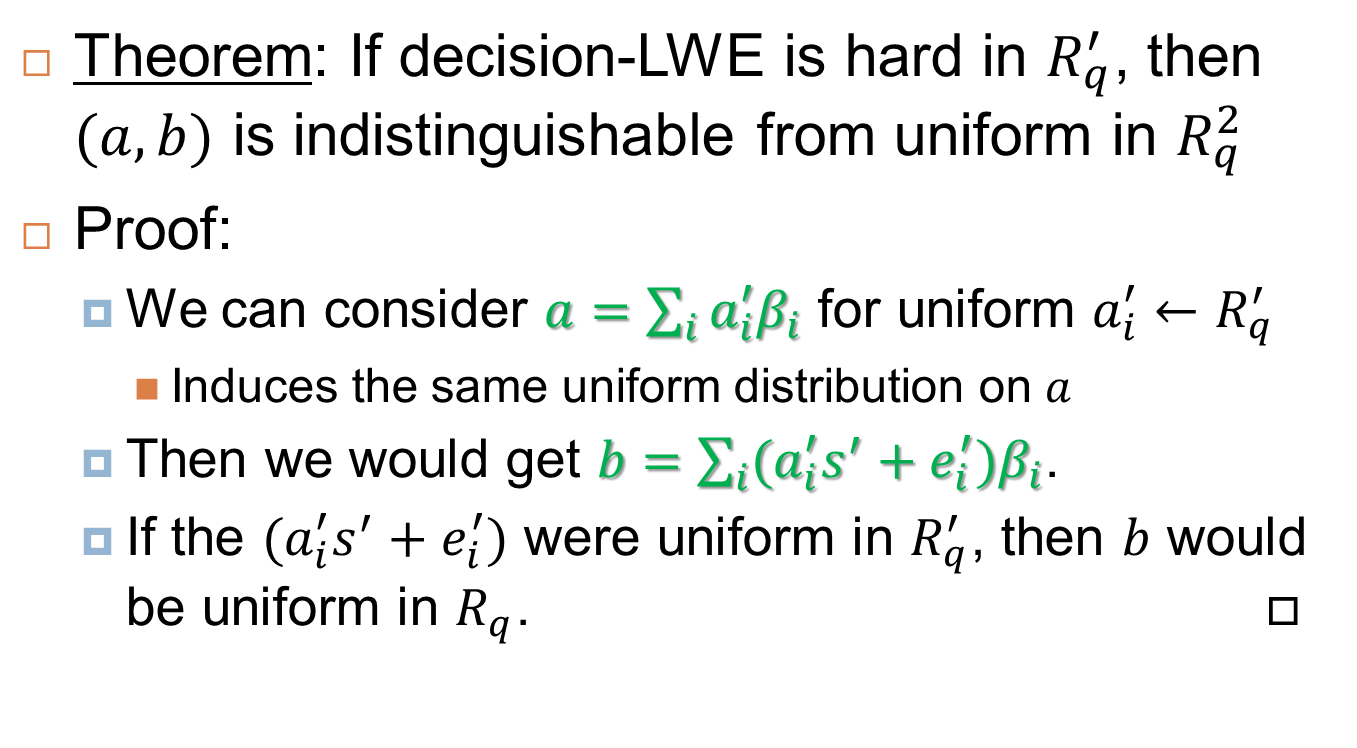 Theorem: If decision-LWE is hard in R′_q, then
(a, b) is indistinguishable from uniform in R_q^2
Proof:
We can consider a = ∑_i a′_i β_i for uniform a′_i ← R′_q
Induces the same uniform distribution on a
Then we would get b = ∑_i(a′_i s′ + e′_i)β_i.
If the (a′_i s′ + e′_i) were uniform in R′_q, then b would
be uniform in R_q. □